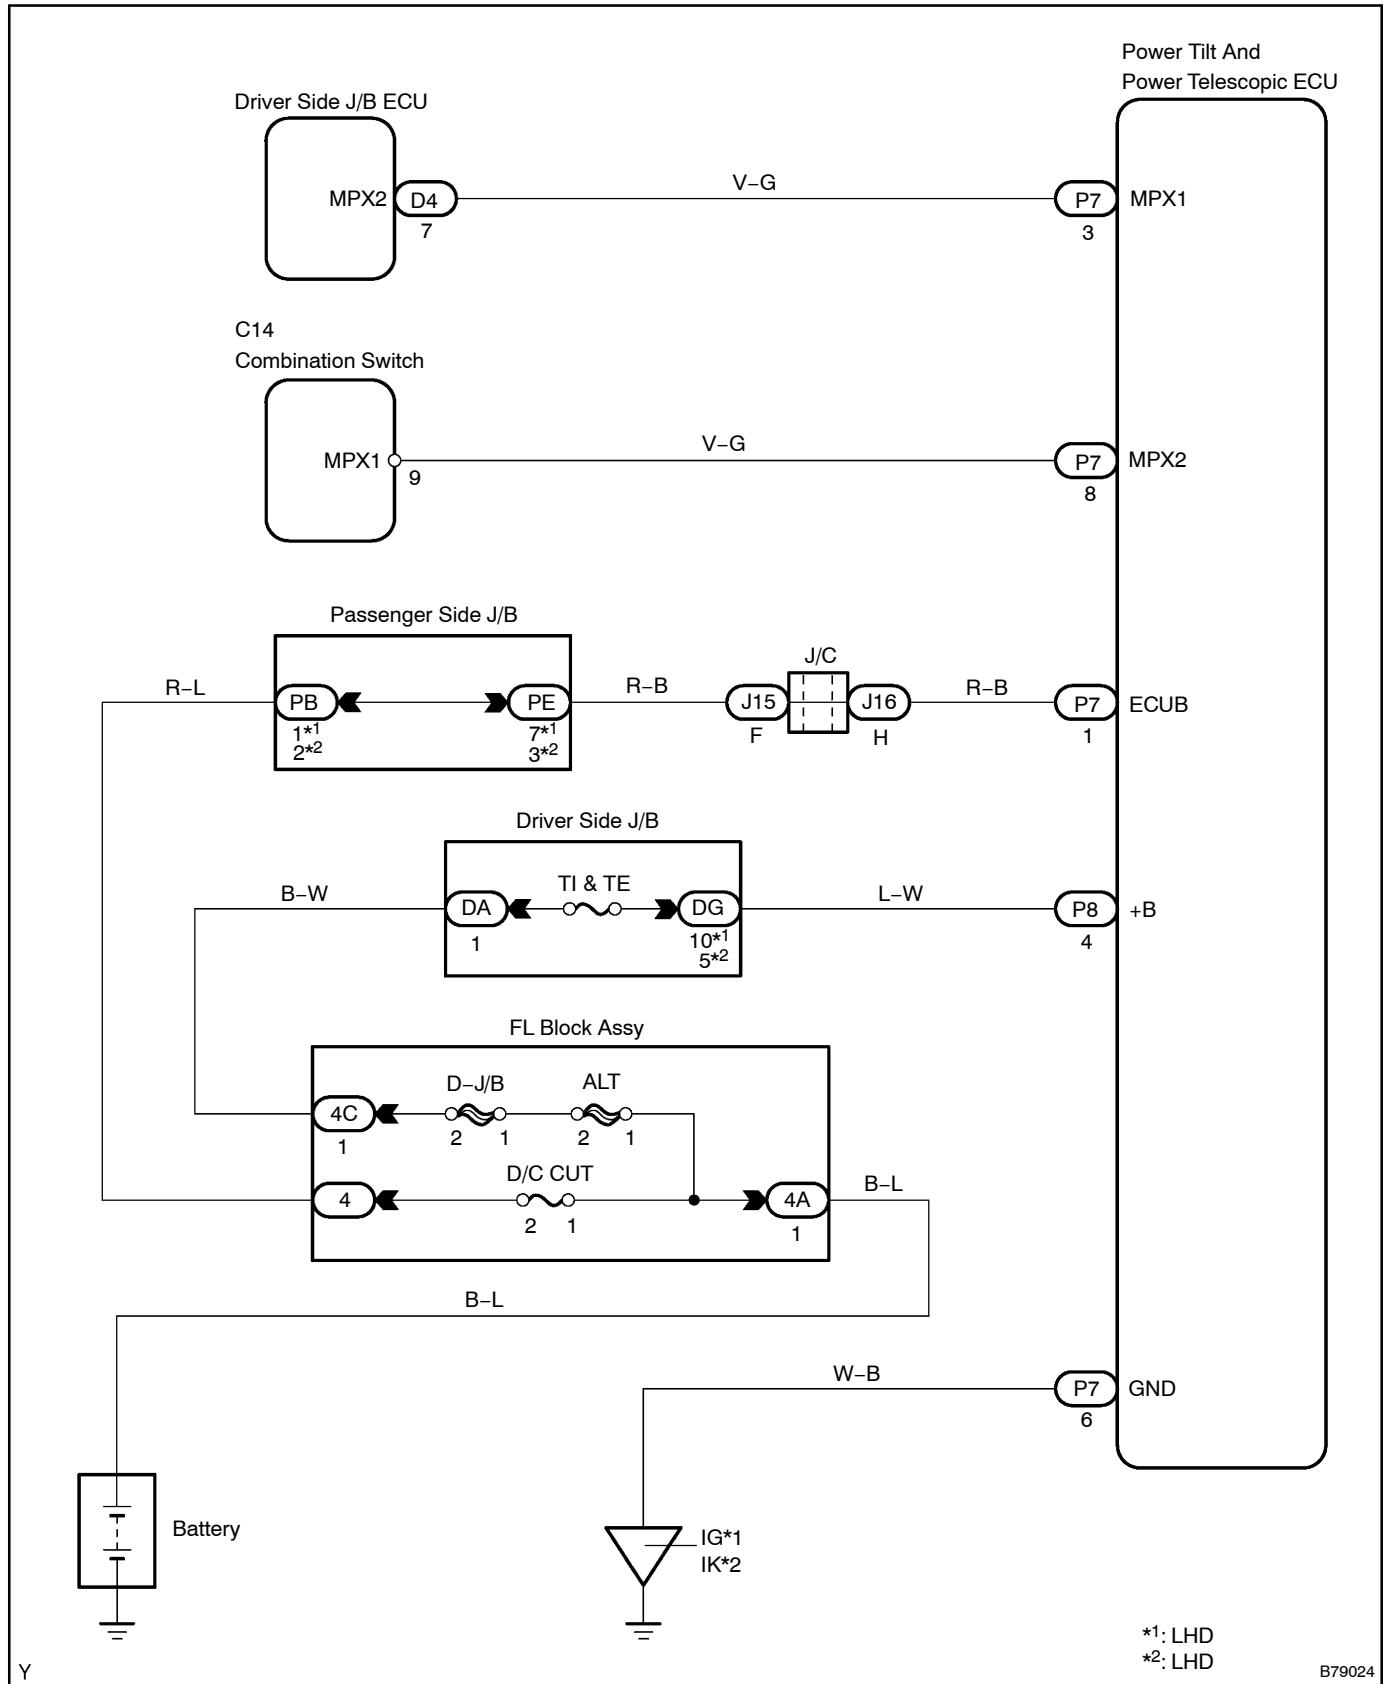 Power Tilt And
Power Telescopic ECU
Driver Side J/B ECU
MPX2
D4
7
V–G
P7
3
MPX1
C14
Combination Switch
MPX1
9
V–G
P7
8
MPX2
Passenger Side J/B
R–L
PB
1*1
2*2
PE
7*1
3*2
R–B
J/C
J15
F
J16
H
R–B
P7
1
ECUB
Driver Side J/B
B–W
DA
1
TI & TE
DG
10*1
5*2
L–W
P8
4
+B
FL Block Assy
4C
1
D–J/B
2 1
ALT
2 1
4
D/C CUT
2 1
4A
1
B–L
B–L
W–B
P7
6
GND
Battery
IG*1
IK*2
*1: LHD
*2: LHD
Y
B79024